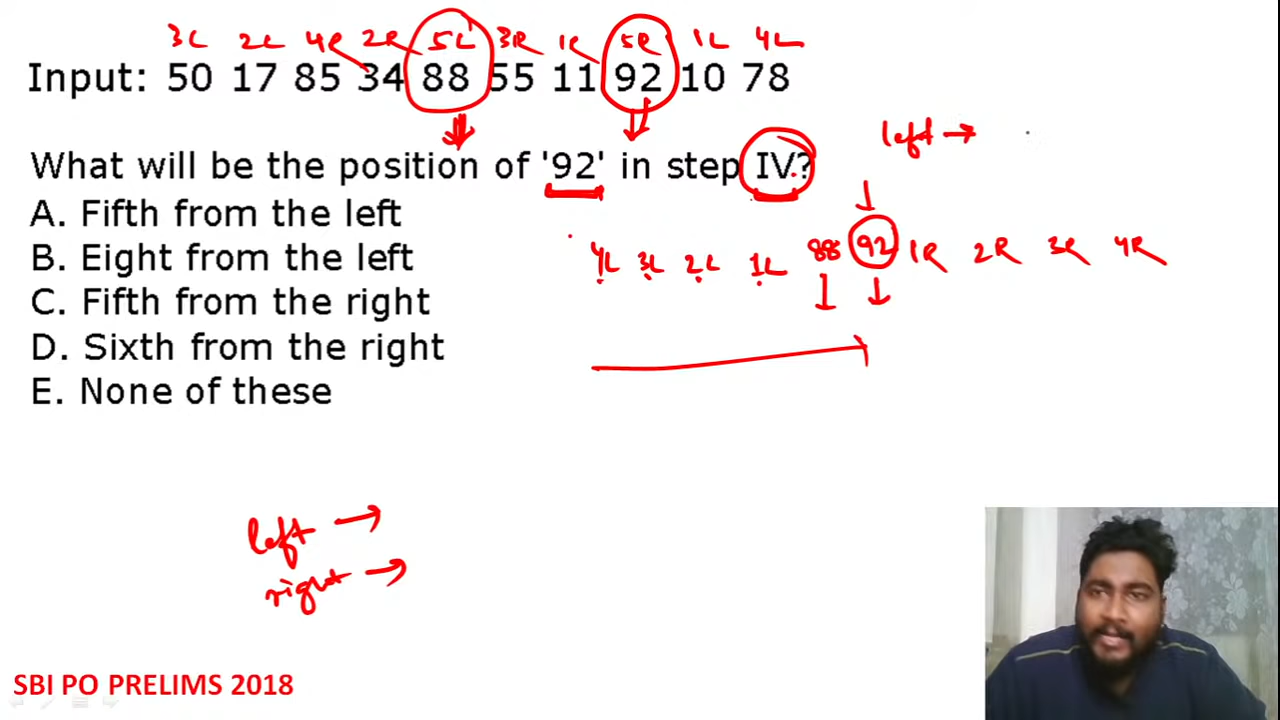 3L 2L 4R 2R 5L 3R 1R 5R 1L 4L
Input: 50 17 85 34 88 55 11 92 10 78
left →
What will be the position of '92' in step IV?
A. Fifth from the left
B. Eight from the left
4L 3L 2L 1L 88 92 1R 2R 3R 4R
C. Fifth from the right
D. Sixth from the right
E. None of these
left →
right →
SBI PO PRELIMS 2018